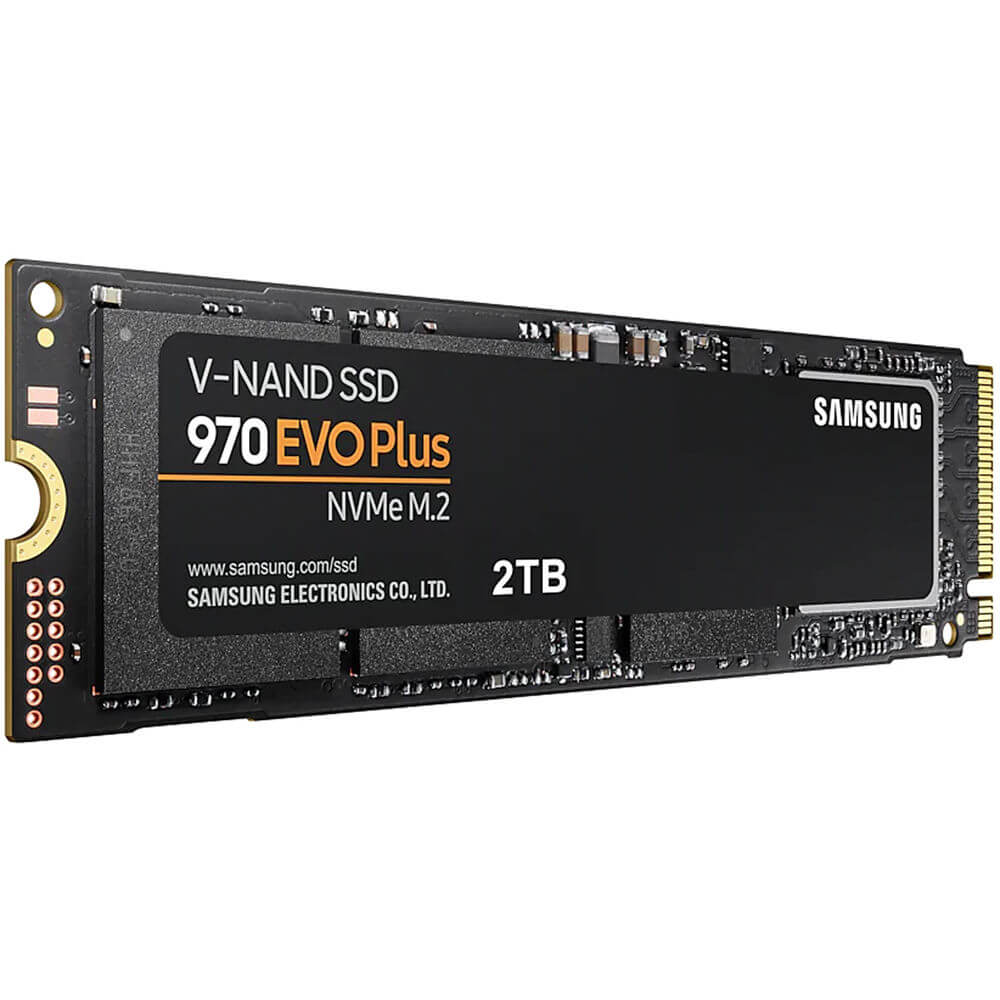 V-NAND SSD
970 EVO Plus
NVMe M.2
www.samsung.com/ssd
SAMSUNG ELECTRONICS CO., LTD.
2TB
SAMSUNG